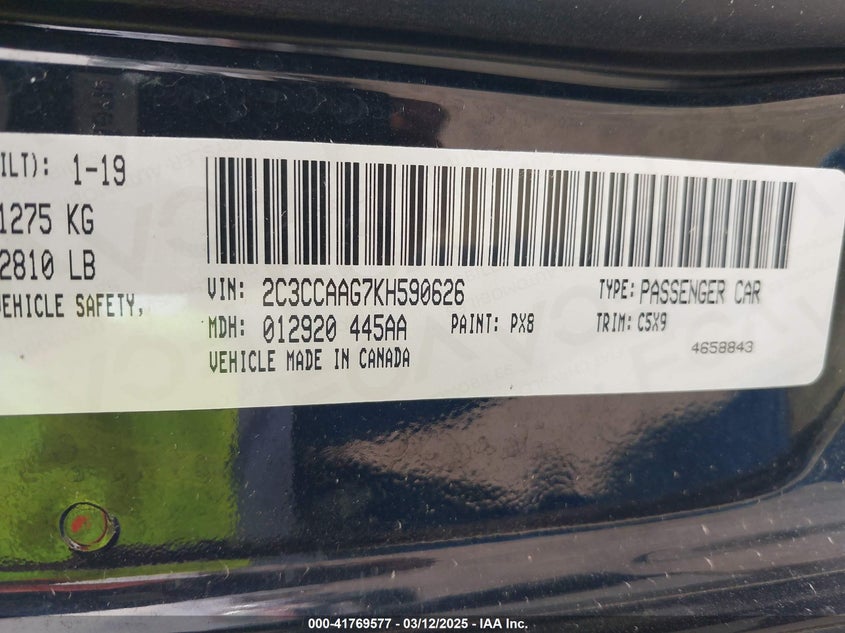 ILT): 1-19
1275 KG
2810 LB
VEHICLE SAFETY,
VIN: 2C3CCAAG7KH590626 TYPE: PASSENGER CAR
MDH: 012920 445AA PAINT: PX8 TRIM: C5X9
VEHICLE MADE IN CANADA 4658843
000-41769577 - 03/12/2025 - IAA Inc.